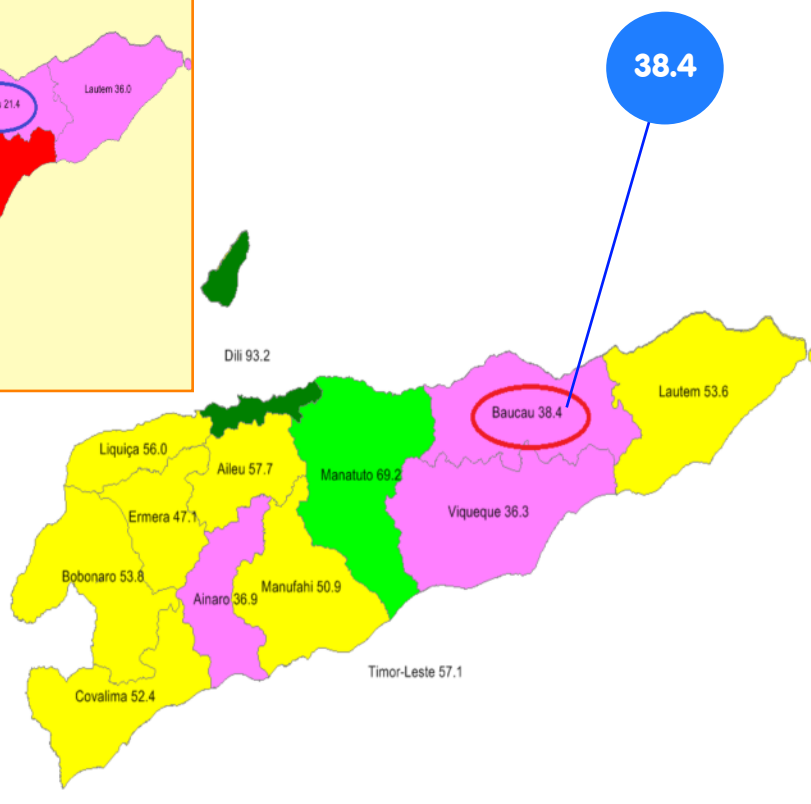 38.4
Lautem 36.0
21.4
Dili 93.2
Lautem 53.6
Baucau 38.4
Liquiça 56.0
Aileu 57.7
Manatuto 69.2
Ermera 47.1
Viqueque 36.3
Bobonaro 53.8
Manufahi 50.9
Ainaro 36.9
Timor-Leste 57.1
Covalima 52.4